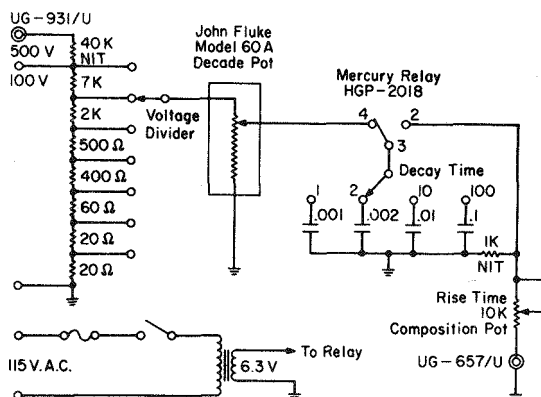 UG-931/U
500 V
40 K
NIT
100 V
7K
2K
500 Ω
400 Ω
60 Ω
20 Ω
20 Ω
Voltage
Divider
John Fluke
Model 60A
Decade Pot
Mercury Relay
HGP-2018
4
2
3
Decay Time
1
2
10
100
.001
.002
.01
.1
1K
NIT
Rise Time
10K
Composition Pot
UG-657/U
115 V. A.C.
6.3 V
To Relay